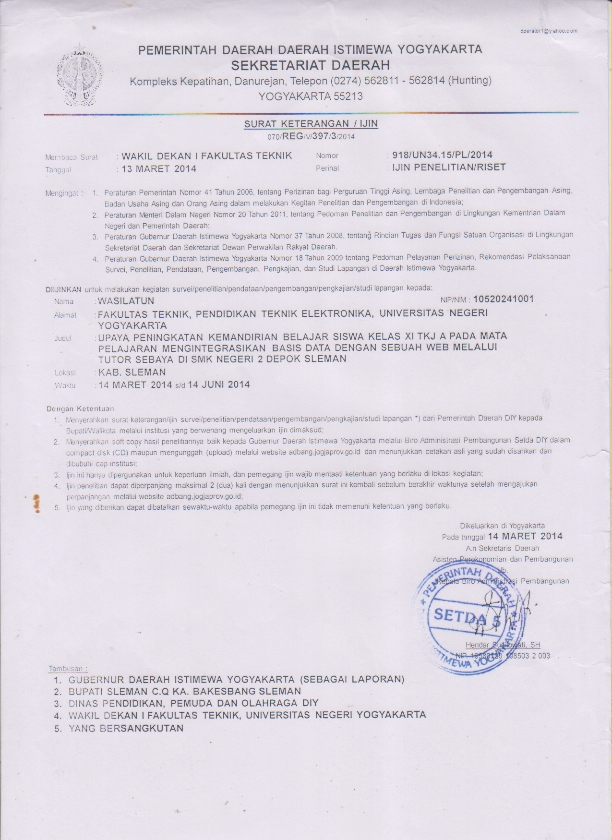 operator1@yahoo.com
PEMERINTAH DAERAH DAERAH ISTIMEWA YOGYAKARTA
SEKRETARIAT DAERAH
Kompleks Kepatihan, Danurejan, Telepon (0274) 562811 - 562814 (Hunting)
YOGYAKARTA 55213
SURAT KETERANGAN / IJIN
070/REG/V/397/3/2014
Membaca Surat : WAKIL DEKAN I FAKULTAS TEKNIK Nomor : 918/UN34.15/PL/2014
Tanggal : 13 MARET 2014 Perihal : IJIN PENELITIAN/RISET
Mengingat : 1. Peraturan Pemerintah Nomor 41 Tahun 2006, tentang Perizinan bagi Perguruan Tinggi Asing, Lembaga Penelitian dan Pengembangan Asing,
Badan Usaha Asing dan Orang Asing dalam melakukan Kegitan Penelitian dan Pengembangan di Indonesia;
2. Peraturan Menteri Dalam Negeri Nomor 20 Tahun 2011, tentang Pedoman Penelitian dan Pengembangan di Lingkungan Kementrian Dalam
Negeri dan Pemerintah Daerah;
3. Peraturan Gubernur Daerah Istimewa Yogyakarta Nomor 37 Tahun 2008, tentang Rincian Tugas dan Fungsi Satuan Organisasi di Lingkungan
Sekretariat Daerah dan Sekretariat Dewan Perwakilan Rakyat Daerah.
4. Peraturan Gubernur Daerah Istimewa Yogyakarta Nomor 18 Tahun 2009 tentang Pedoman Pelayanan Perizinan, Rekomendasi Pelaksanaan
Survei, Penelitian, Pendataan, Pengembangan, Pengkajian, dan Studi Lapangan di Daerah Istimewa Yogyakarta.
DIIJINKAN untuk melakukan kegiatan survei/penelitian/pendataan/pengembangan/pengkajian/studi lapangan kepada:
Nama : WASILATUN NIP/NIM : 10520241001
Alamat : FAKULTAS TEKNIK, PENDIDIKAN TEKNIK ELEKTRONIKA, UNIVERSITAS NEGERI
YOGYAKARTA
Judul : UPAYA PENINGKATAN KEMANDIRIAN BELAJAR SISWA KELAS XI TKJ A PADA MATA
PELAJARAN MENGINTEGRASIKAN BASIS DATA DENGAN SEBUAH WEB MELALUI
TUTOR SEBAYA DI SMK NEGERI 2 DEPOK SLEMAN
Lokasi : KAB. SLEMAN
Waktu : 14 MARET 2014 s/d 14 JUNI 2014
Dengan Ketentuan
1. Menyerahkan surat keterangan/ijin survei/penelitian/pendataan/pengembangan/pengkajian/studi lapangan *) dari Pemerintah Daerah DIY kepada
Bupati/Walikota melalui institusi yang berwenang mengeluarkan ijin dimaksud;
2. Menyerahkan soft copy hasil penelitiannya baik kepada Gubernur Daerah Istimewa Yogyakarta melalui Biro Administrasi Pembangunan Setda DIY dalam
compact disk (CD) maupun mengunggah (upload) melalui website adbang.jogjaprov.go.id dan menunjukkan cetakan asli yang sudah disahkan dan
dibubuhi cap institusi;
3. Ijin ini hanya dipergunakan untuk keperluan ilmiah, dan pemegang ijin wajib mentaati ketentuan yang berlaku di lokasi kegiatan;
4. Ijin penelitian dapat diperpanjang maksimal 2 (dua) kali dengan menunjukkan surat ini kembali sebelum berakhir waktunya setelah mengajukan
perpanjangan melalui website adbang.jogjaprov.go.id;
5. Ijin yang diberikan dapat dibatalkan sewaktu-waktu apabila pemegang ijin ini tidak memenuhi ketentuan yang berlaku.
Dikeluarkan di Yogyakarta
Pada tanggal 14 MARET 2014
A.n Sekretaris Daerah
Asisten Perekonomian dan Pembangunan
Kepala Biro Administrasi Pembangunan
PEMERINTAH DAERAH
SETDA 5
ISTIMEWA YOGYAKARTA
SH
NIP.
Tembusan :
1. GUBERNUR DAERAH ISTIMEWA YOGYAKARTA (SEBAGAI LAPORAN)
2. BUPATI SLEMAN C.Q KA. BAKESBANG SLEMAN
3. DINAS PENDIDIKAN, PEMUDA DAN OLAHRAGA DIY
4. WAKIL DEKAN I FAKULTAS TEKNIK, UNIVERSITAS NEGERI YOGYAKARTA
5. YANG BERSANGKUTAN